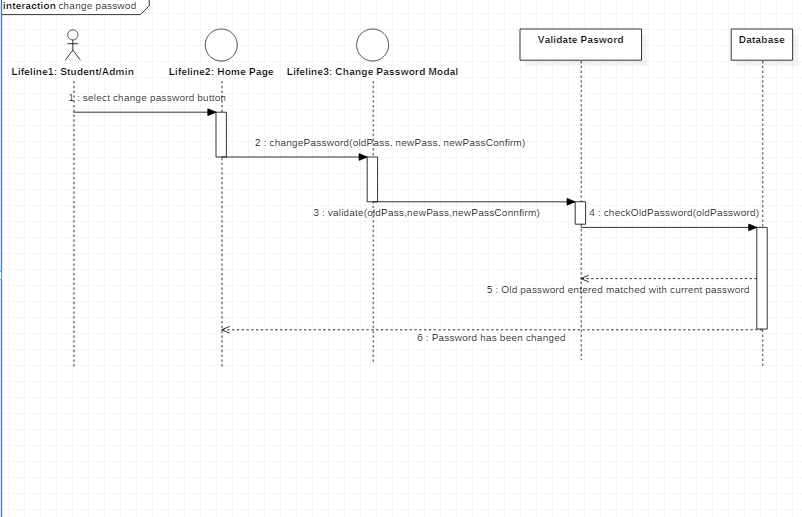 interaction change passwod
Validate Pasword
Database
Lifeline1: Student/Admin
Lifeline2: Home Page
Lifeline3: Change Password Modal
1 : select change password button
2 : changePassword(oldPass, newPass, newPassConfirm)
3 : validate(oldPass,newPass,newPassConnfirm)
4 : checkOldPassword(oldPassword)
5 : Old password entered matched with current password
6 : Password has been changed